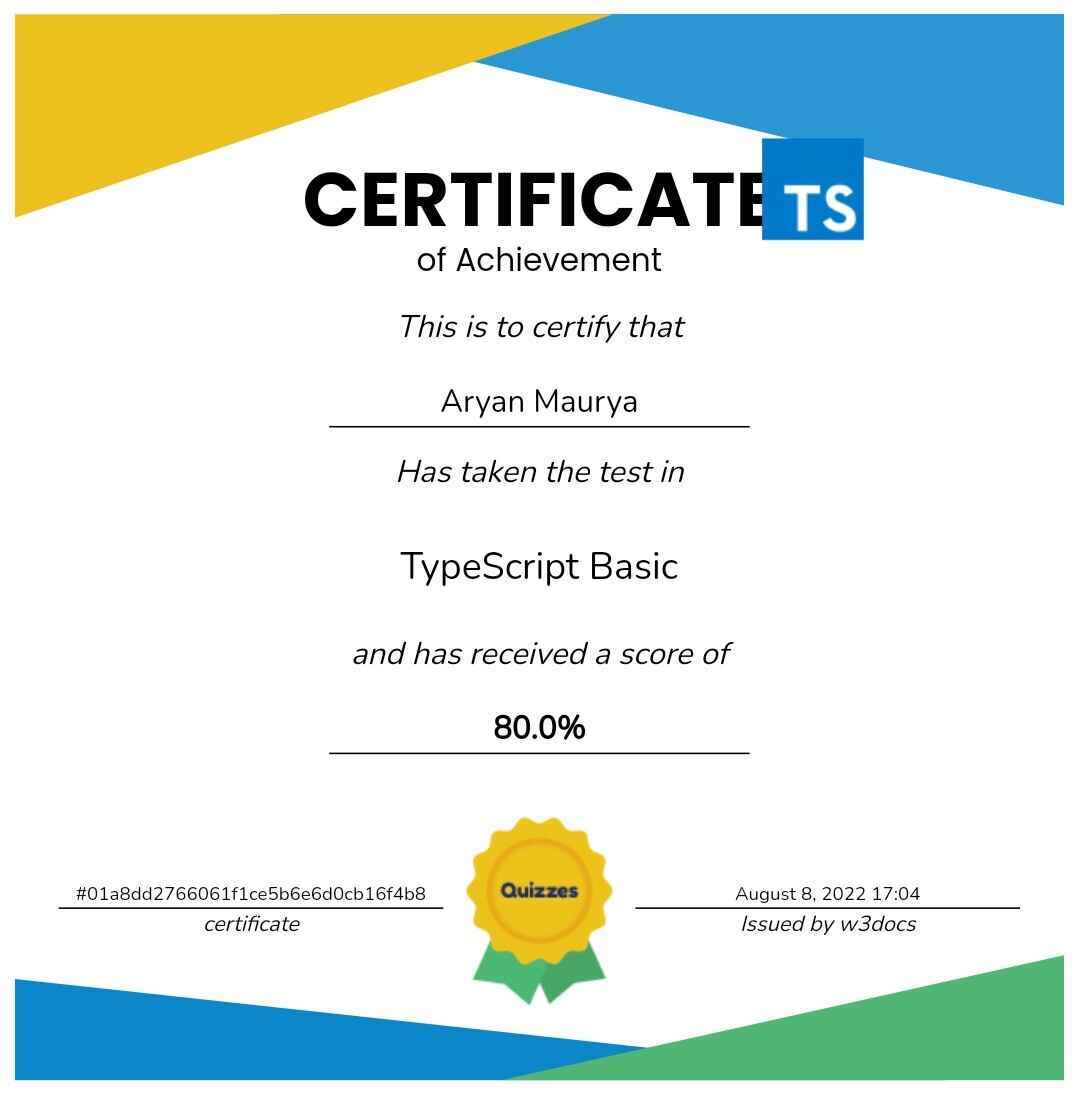 CERTIFICATE
TS
of Achievement
This is to certify that
Aryan Maurya
Has taken the test in
TypeScript Basic
and has received a score of
80.0%
Quizzes
#01a8dd2766061f1ce5b6e6d0cb16f4b8
certificate
August 8, 2022 17:04
Issued by w3docs